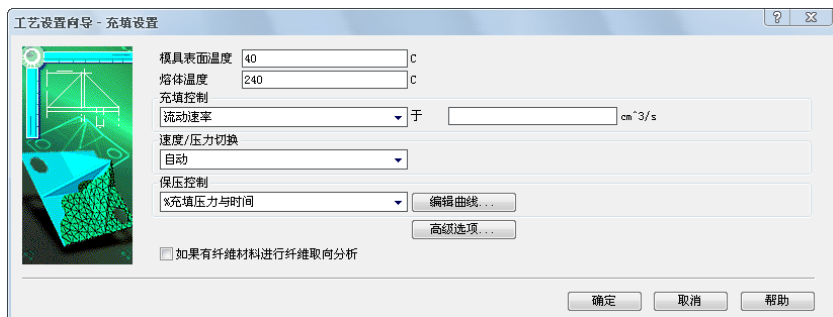 工艺设置向导 - 充填设置
模具表面温度 40 C
熔体温度 240 C
充填控制
流动速率 于 cm^3/s
速度/压力切换
自动
保压控制
%充填压力与时间 编辑曲线...
高级选项...
如果有纤维材料进行纤维取向分析
确定 取消 帮助